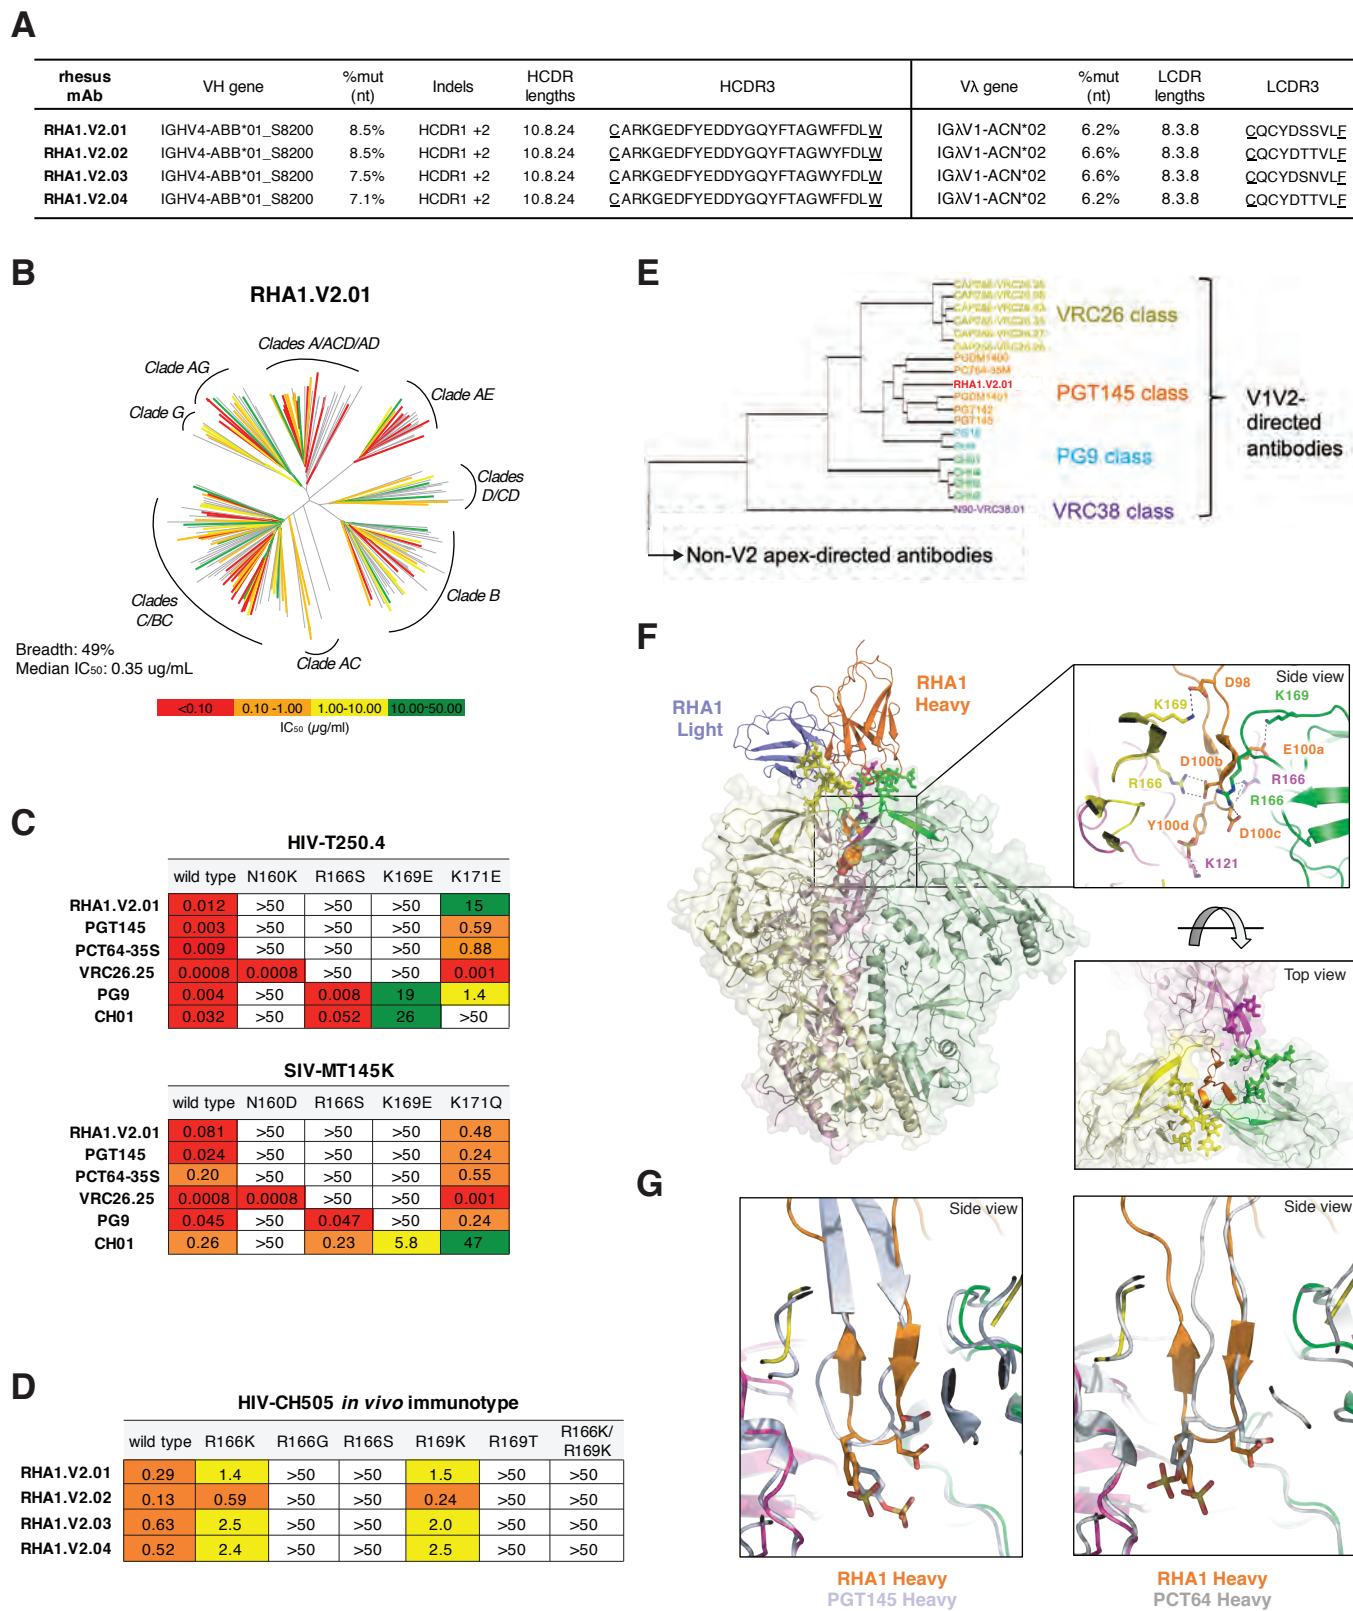 A
rhesus mAb VH gene %mut (nt) Indels HCDR lengths HCDR3 Vλ gene %mut (nt) LCDR lengths LCDR3
RHA1.V2.01 IGHV4-ABB*01_S8200 8.5% HCDR1 +2 10.8.24 CARKGEDFYEDDYGQYFTAGWFFDLW IGλV1-ACN*02 6.2% 8.3.8 CQCYDSSVLF
RHA1.V2.02 IGHV4-ABB*01_S8200 8.5% HCDR1 +2 10.8.24 CARKGEDFYEDDYGQYFTAGWYFDLW IGλV1-ACN*02 6.6% 8.3.8 CQCYDTTVLF
RHA1.V2.03 IGHV4-ABB*01_S8200 7.5% HCDR1 +2 10.8.24 CARKGEDFYEDDYGQYFTAGWYFDLW IGλV1-ACN*02 6.6% 8.3.8 CQCYDSNVLF
RHA1.V2.04 IGHV4-ABB*01_S8200 7.1% HCDR1 +2 10.8.24 CARKGEDFYEDDYGQYFTAGWFFDLW IGλV1-ACN*02 6.2% 8.3.8 CQCYDTTVLF
B
RHA1.V2.01
Clades A/ACD/AD
Clade AG
Clade G
Clade AE
Clades
D/CD
Clade B
Clades
C/BC
Clade AC
Breadth: 49%
Median IC50: 0.35 ug/mL
<0.10 0.10 -1.00 1.00-10.00 10.00-50.00
IC50 (µg/ml)
C
HIV-T250.4
wild type N160K R166S K169E K171E
RHA1.V2.01 0.012 >50 >50 >50 15
PGT145 0.003 >50 >50 >50 0.59
PCT64-35S 0.009 >50 >50 >50 0.88
VRC26.25 0.0008 0.0008 >50 >50 0.001
PG9 0.004 >50 0.008 19 1.4
CH01 0.032 >50 0.052 26 >50
SIV-MT145K
wild type N160D R166S K169E K171Q
RHA1.V2.01 0.081 >50 >50 >50 0.48
PGT145 0.024 >50 >50 >50 0.24
PCT64-35S 0.20 >50 >50 >50 0.55
VRC26.25 0.0008 0.0008 >50 >50 0.001
PG9 0.045 >50 0.047 >50 0.24
CH01 0.26 >50 0.23 5.8 47
D
HIV-CH505 in vivo immunotype
wild type R166K R166G R166S R169K R169T R166K/R169K
RHA1.V2.01 0.29 1.4 >50 >50 1.5 >50 >50
RHA1.V2.02 0.13 0.59 >50 >50 0.24 >50 >50
RHA1.V2.03 0.63 2.5 >50 >50 2.0 >50 >50
RHA1.V2.04 0.52 2.4 >50 >50 2.5 >50 >50
E
PGDM1400
PCT64-35M
RHA1.V2.01
PGDM1401
PGT142
PGT145
N90-VRC38.01
VRC26 class
PGT145 class
PG9 class
VRC38 class
V1V2-
directed
antibodies
Non-V2 apex-directed antibodies
F
RHA1
Heavy
RHA1
Light
Side view
D98
K169
K169
E100a
D100b
R166
R166
R166
Y100d
D100c
K121
Top view
G
Side view
RHA1 Heavy
PGT145 Heavy
Side view
RHA1 Heavy
PCT64 Heavy